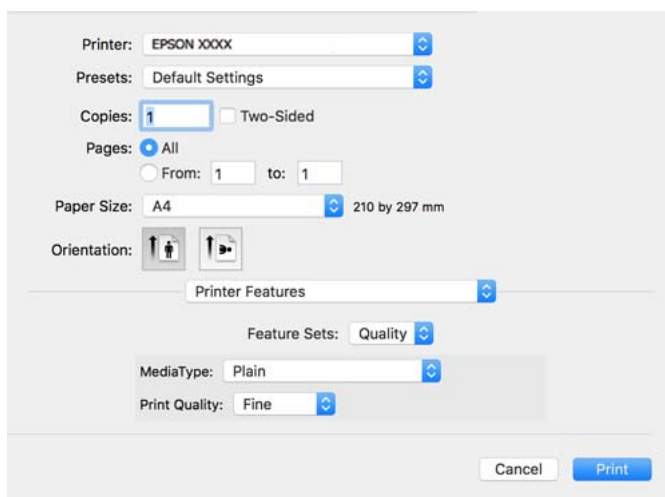 Printer: EPSON XXXX
Presets: Default Settings
Copies: 1 Two-Sided
Pages: All
From: 1 to: 1
Paper Size: A4 210 by 297 mm
Orientation:
Printer Features
Feature Sets: Quality
MediaType: Plain
Print Quality: Fine
Cancel Print